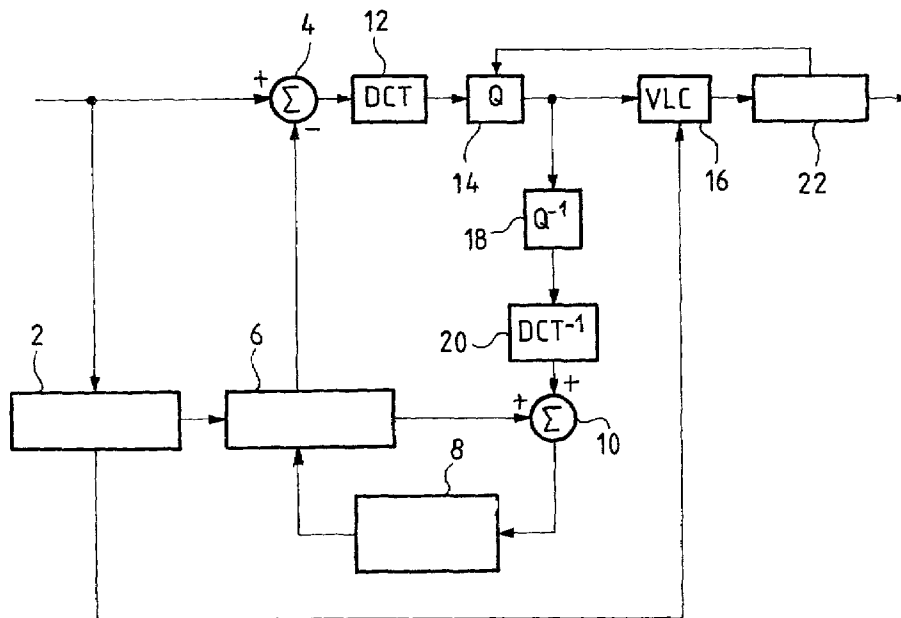 4
12
+
Σ
−
DCT
Q
VLC
14
16
22
18
Q⁻¹
20
DCT⁻¹
2
6
+
+
Σ
10
8